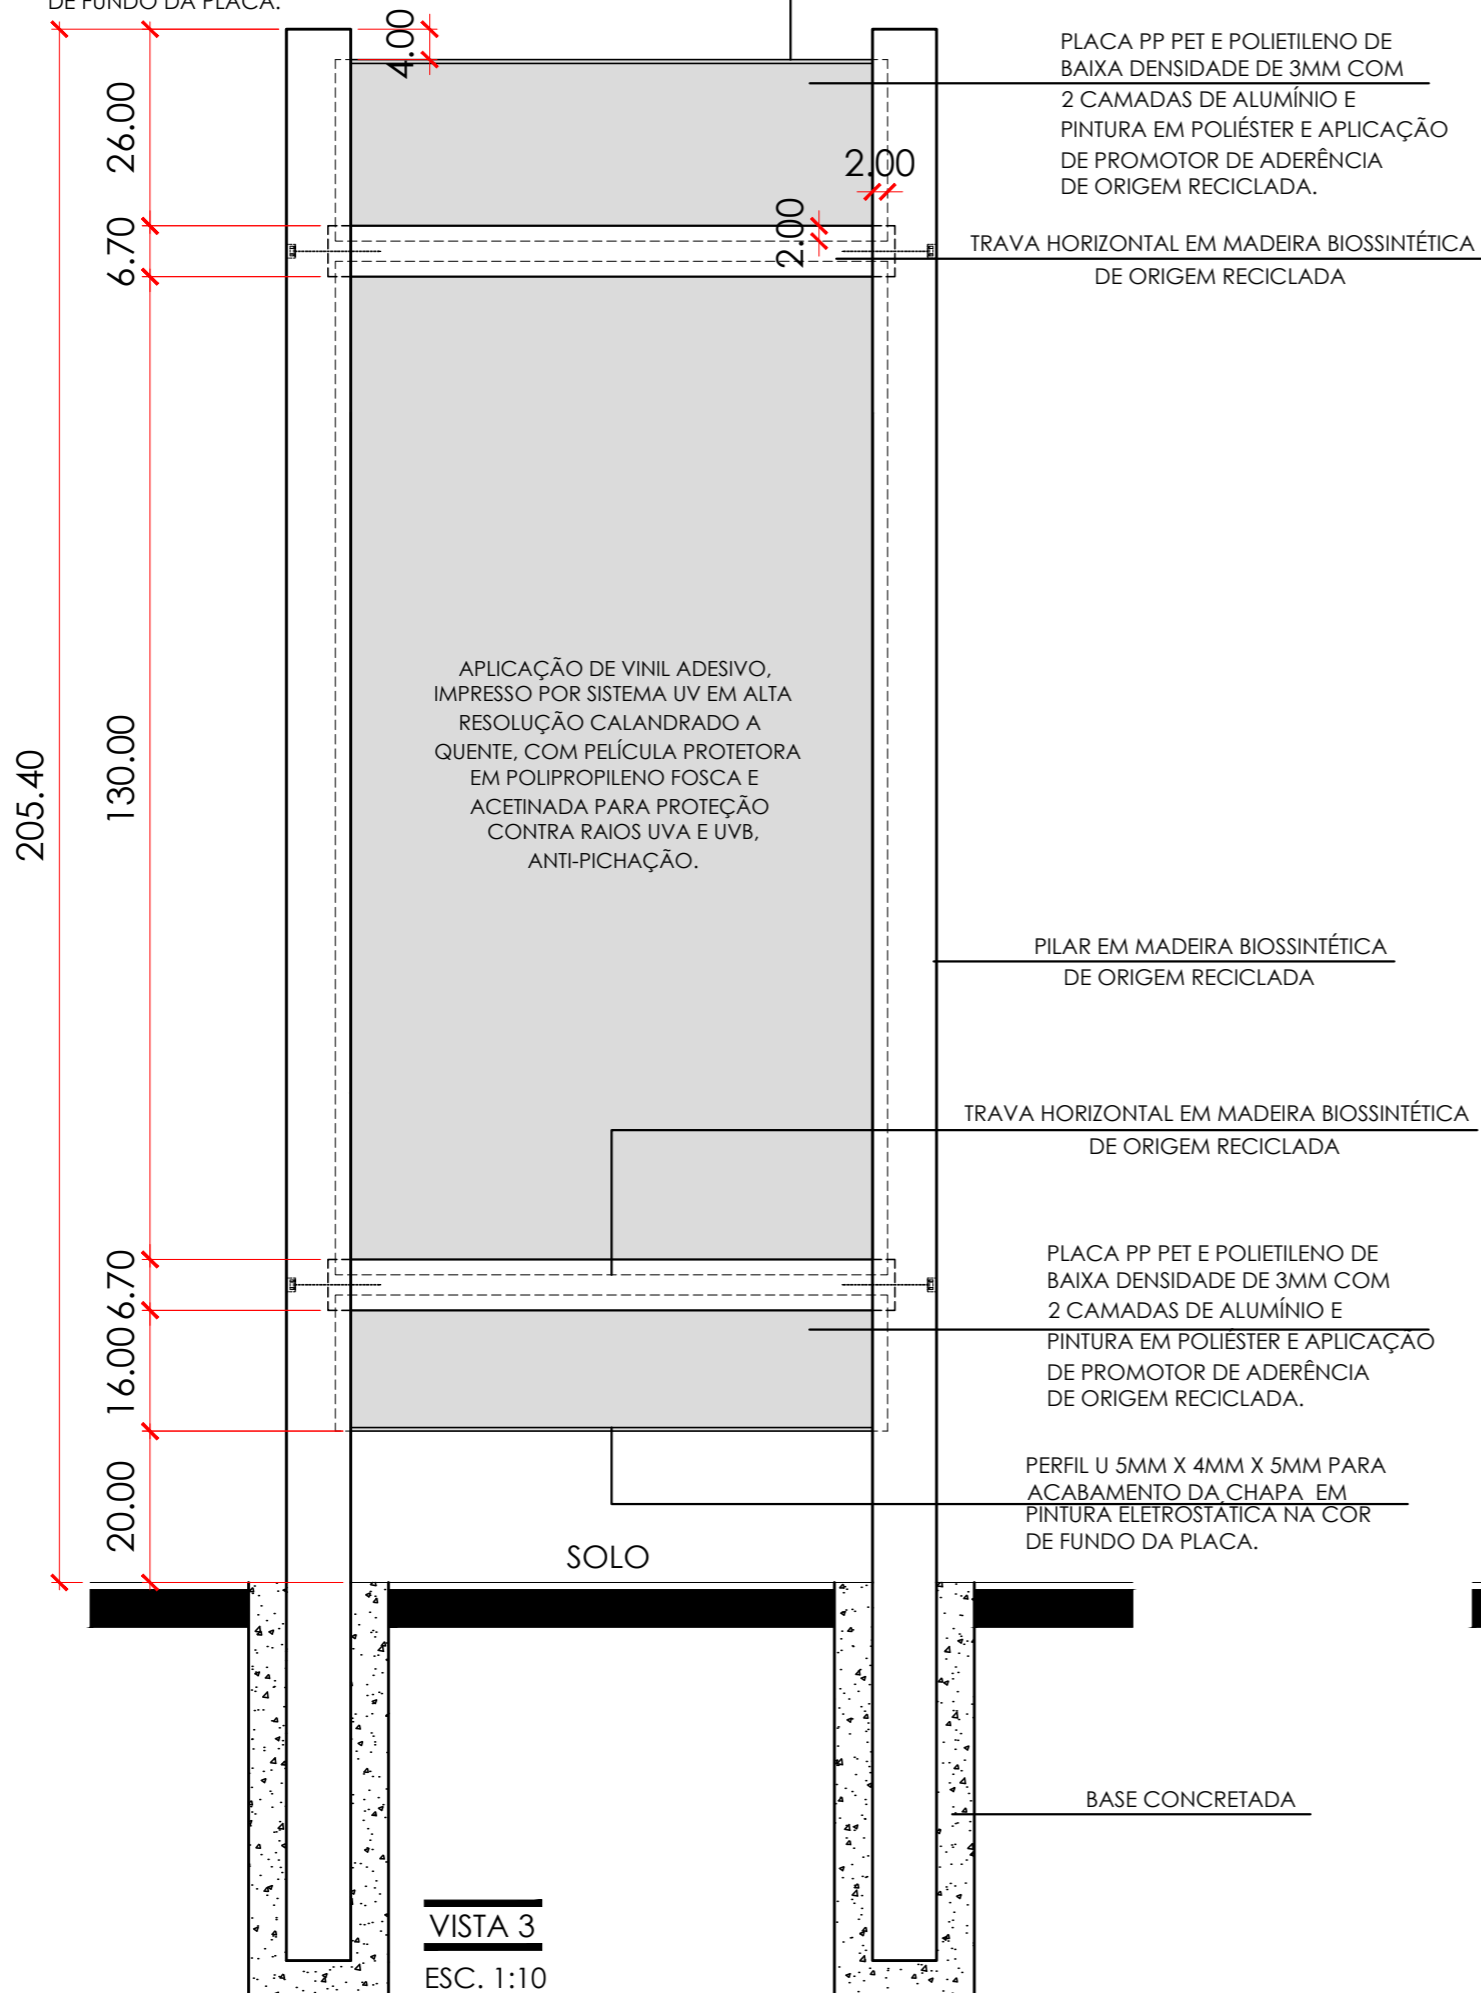 DE FUNDO DA PLACA.
4.00
PLACA PP PET E POLIETILENO DE
BAIXA DENSIDADE DE 3MM COM
2 CAMADAS DE ALUMÍNIO E
PINTURA EM POLIÉSTER E APLICAÇÃO
DE PROMOTOR DE ADERÊNCIA
DE ORIGEM RECICLADA.
26.00
2.00
2.00
6.70
TRAVA HORIZONTAL EM MADEIRA BIOSSINTÉTICA
DE ORIGEM RECICLADA
APLICAÇÃO DE VINIL ADESIVO,
IMPRESSO POR SISTEMA UV EM ALTA
RESOLUÇÃO CALANDRADO A
QUENTE, COM PELÍCULA PROTETORA
EM POLIPROPILENO FOSCA E
ACETINADA PARA PROTEÇÃO
CONTRA RAIOS UVA E UVB,
ANTI-PICHAÇÃO.
130.00
205.40
PILAR EM MADEIRA BIOSSINTÉTICA
DE ORIGEM RECICLADA
TRAVA HORIZONTAL EM MADEIRA BIOSSINTÉTICA
DE ORIGEM RECICLADA
6.70
PLACA PP PET E POLIETILENO DE
BAIXA DENSIDADE DE 3MM COM
2 CAMADAS DE ALUMÍNIO E
PINTURA EM POLIÉSTER E APLICAÇÃO
DE PROMOTOR DE ADERÊNCIA
DE ORIGEM RECICLADA.
16.00
20.00
PERFIL U 5MM X 4MM X 5MM PARA
ACABAMENTO DA CHAPA EM
PINTURA ELETROSTÁTICA NA COR
DE FUNDO DA PLACA.
SOLO
BASE CONCRETADA
VISTA 3
ESC. 1:10